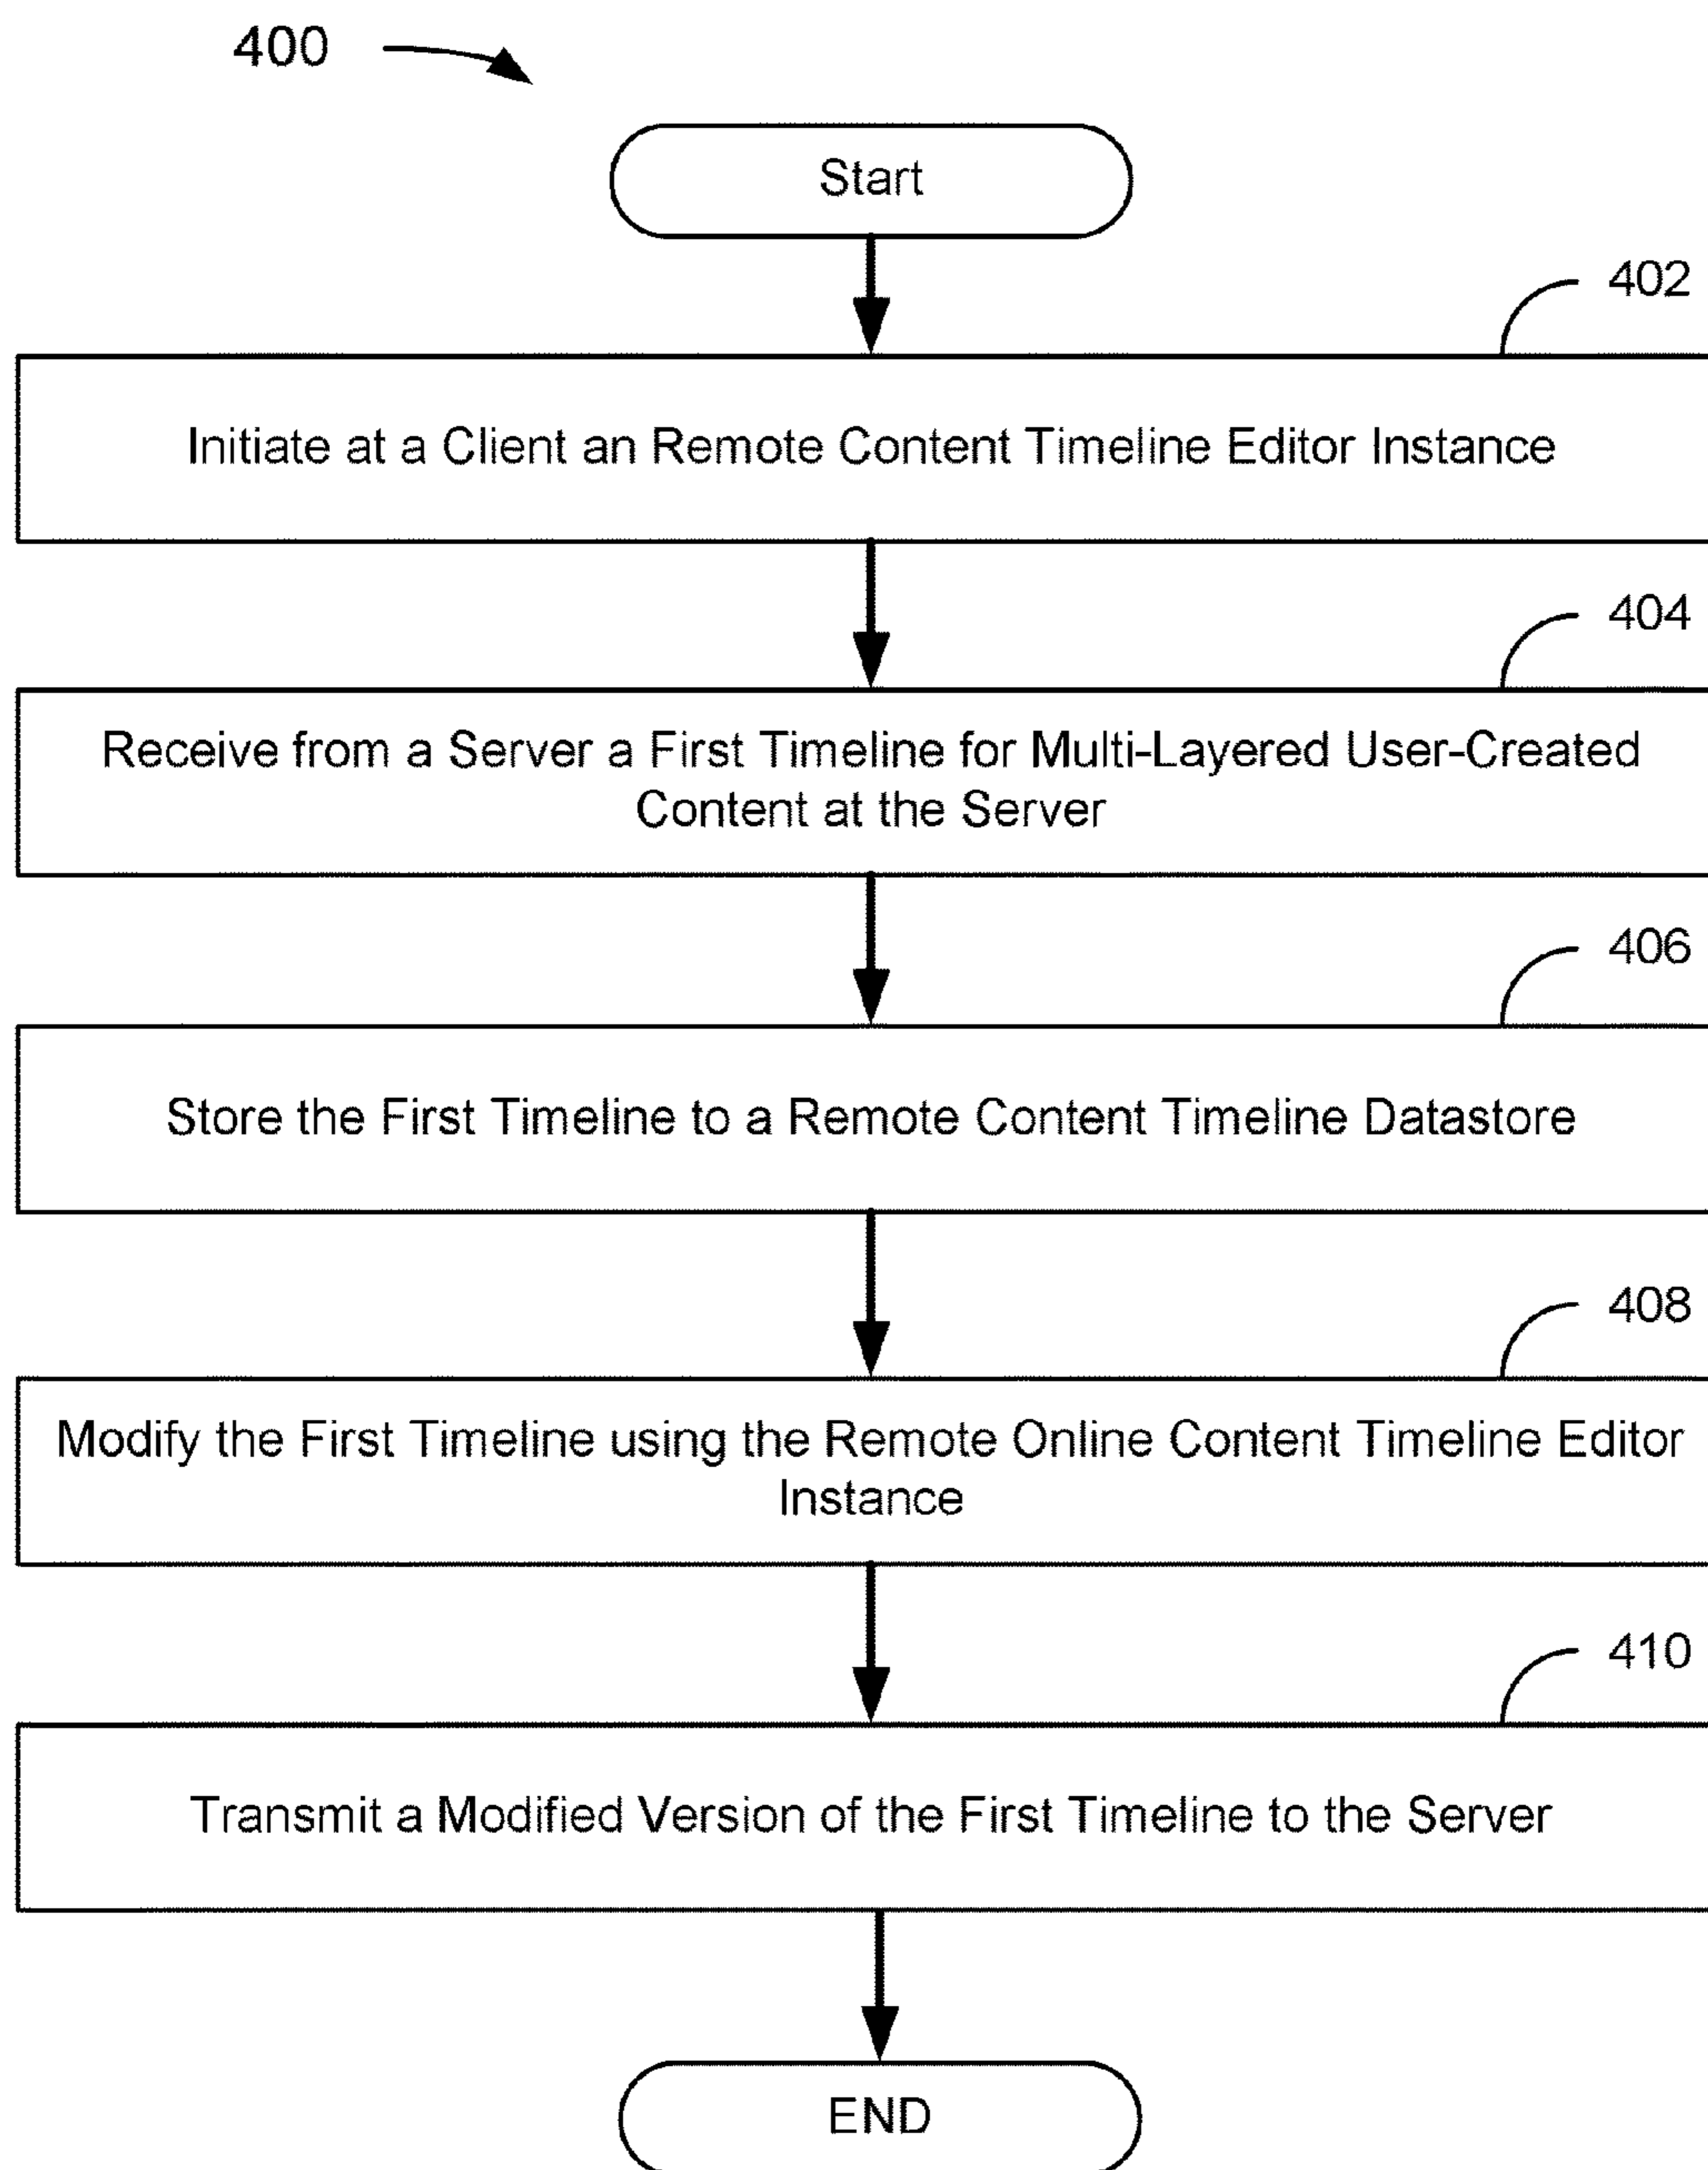 400
Start
402
Initiate at a Client an Remote Content Timeline Editor Instance
404
Receive from a Server a First Timeline for Multi-Layered User-Created
Content at the Server
406
Store the First Timeline to a Remote Content Timeline Datastore
408
Modify the First Timeline using the Remote Online Content Timeline Editor
Instance
410
Transmit a Modified Version of the First Timeline to the Server
END